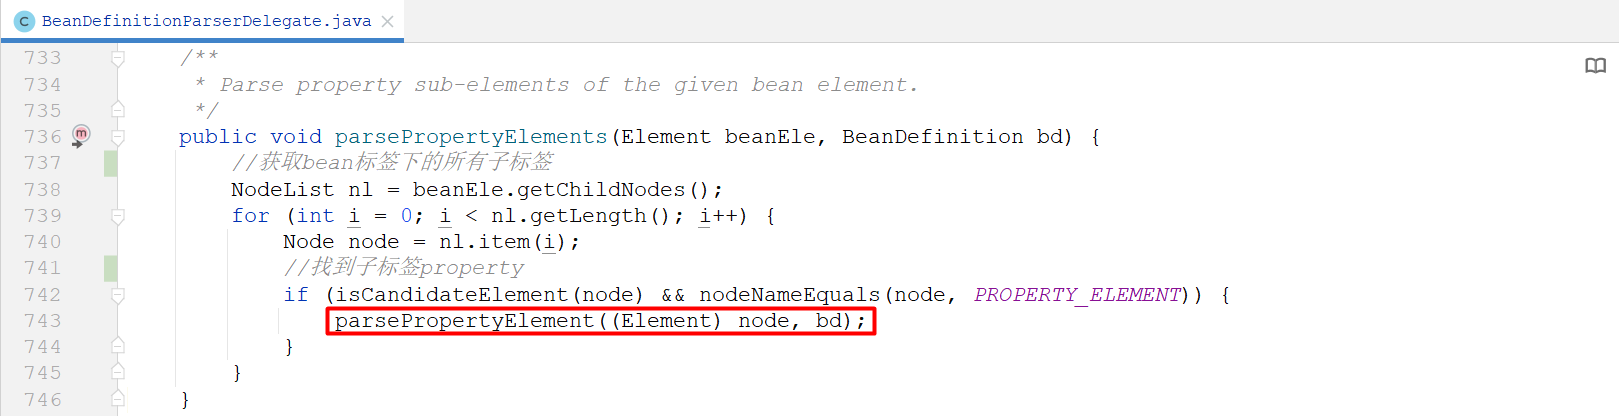 C BeanDefinitionParserDelegate.java
733 /**
734 * Parse property sub-elements of the given bean element.
735 */
736 m public void parsePropertyElements(Element beanEle, BeanDefinition bd) {
737 //获取bean标签下的所有子标签
738 NodeList nl = beanEle.getChildNodes();
739 for (int i = 0; i < nl.getLength(); i++) {
740 Node node = nl.item(i);
741 //找到子标签property
742 if (isCandidateElement(node) && nodeNameEquals(node, PROPERTY_ELEMENT)) {
743 parsePropertyElement((Element) node, bd);
744 }
745 }
746 }